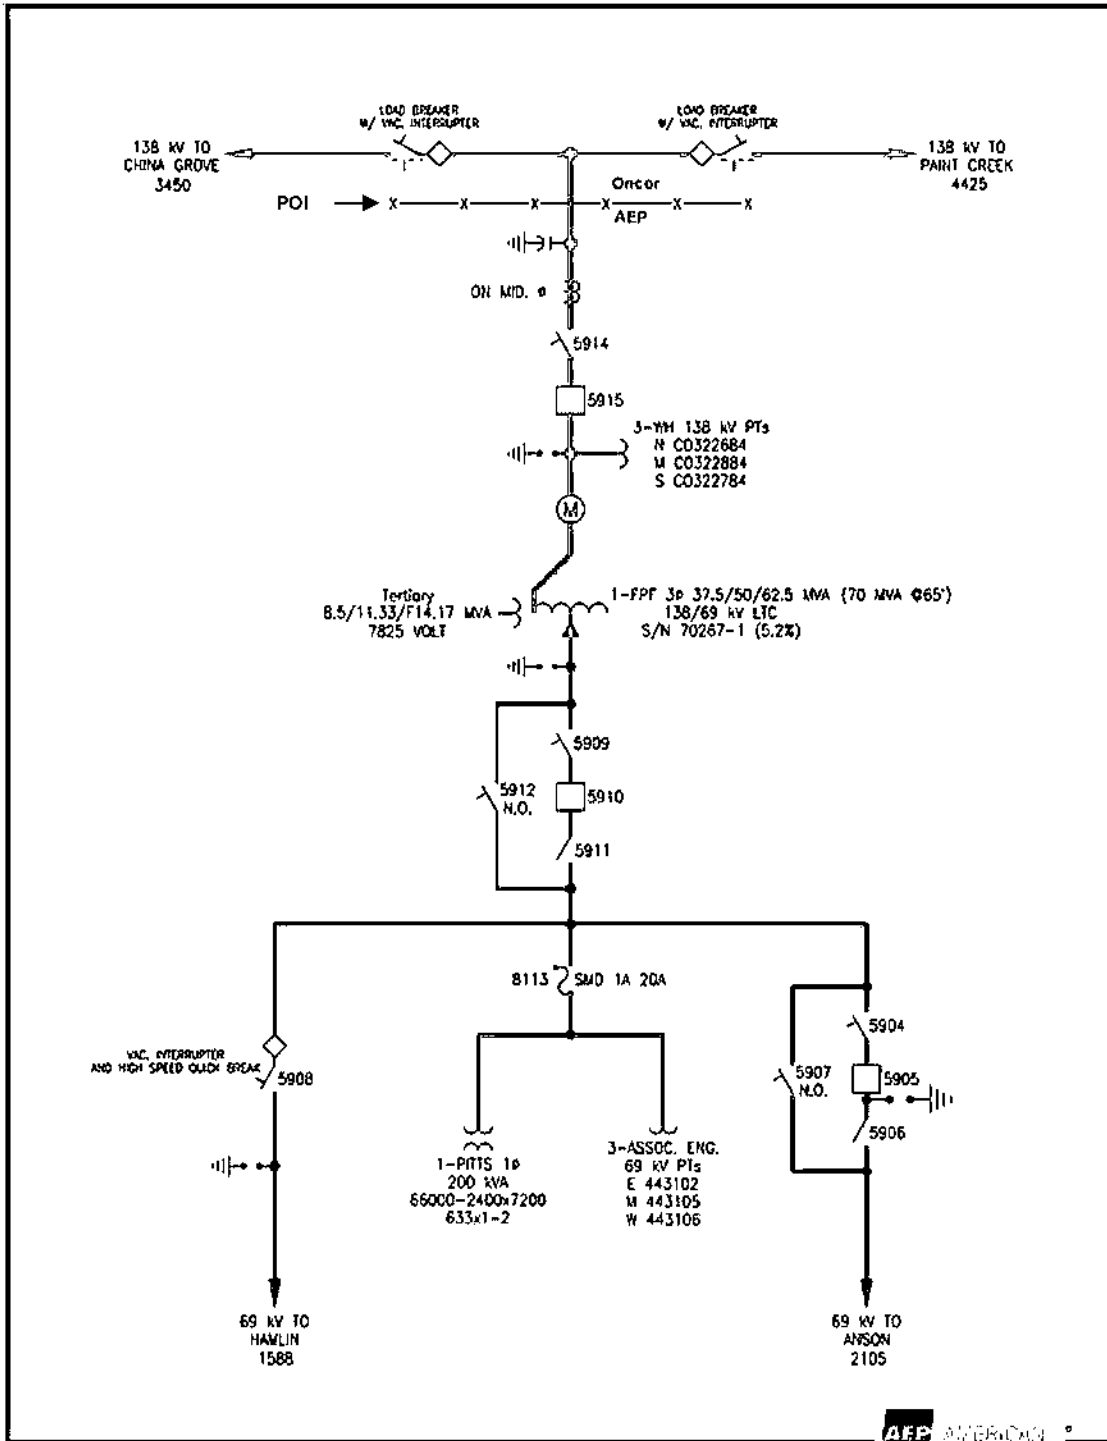 LOAD BREAKER
W/ VAC. INTERRUPTER
LOAD BREAKER
W/ VAC. INTERRUPTER
138 KV TO
CHINA GROVE
3450
138 KV TO
PAINT CREEK
4425
Oncor
POI
X X X X X X
AEP
ON MID. Φ
5914
5915
3-WH 138 KV PTs
N C0322684
M C0322884
S C0322784
M
Tertiary
8.5/11.33/F14.17 MVA
7825 VOLT
1-FPE 3Φ 37.5/50/62.5 MVA (70 MVA @65°)
138/69 KV LTC
S/N 70267-1 (5.2%)
5909
5912
N.O.
5910
5911
8113
SMD 1A 20A
VAC. INTERRUPTER
AND HIGH SPEED QUICK BREAK
5908
5904
5907
N.O.
5905
5906
1-PITTS 1Φ
200 KVA
66000-2400x7200
633x1-2
3-ASSOC. ENG.
69 KV PTs
E 443102
M 443105
W 443106
69 KV TO
HAMLIN
1588
69 KV TO
ANSON
2105
AEP AMERICAN